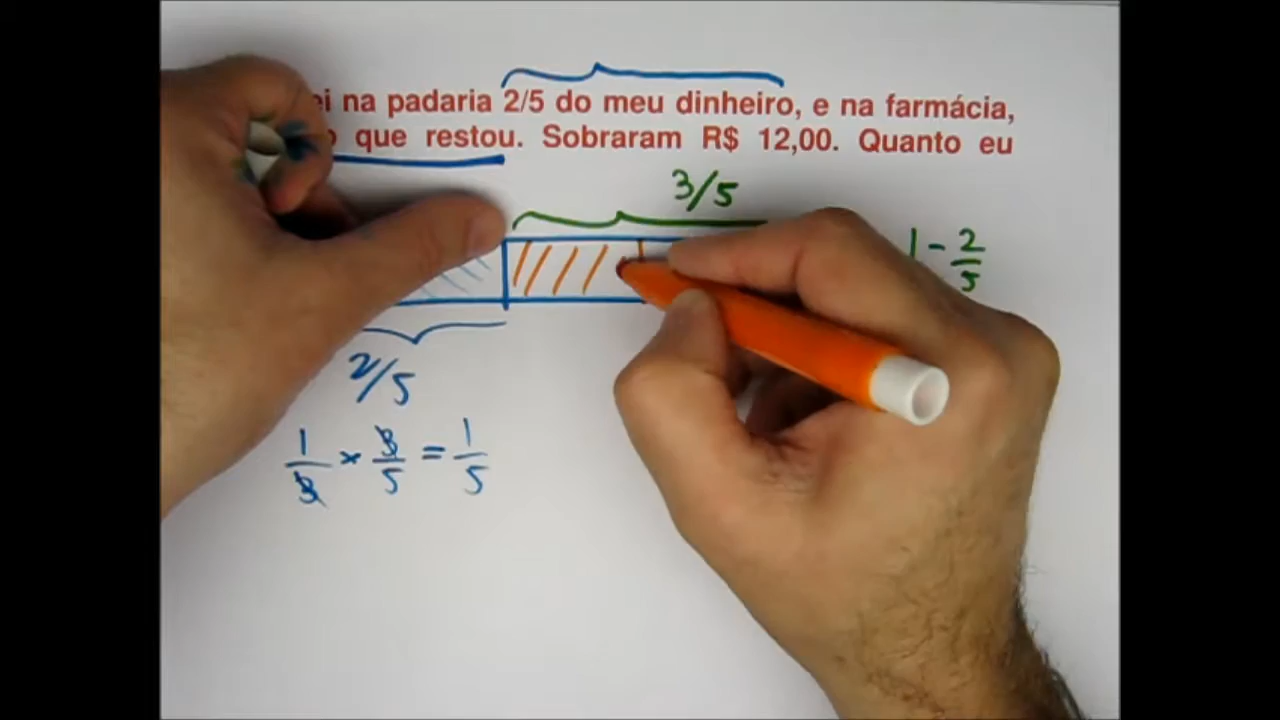 na padaria 2/5 do meu dinheiro, e na farmácia,
que restou. Sobraram R$ 12,00. Quanto eu
3/5
1 - 2/5
2/5
1/3 × 3/5 = 1/5